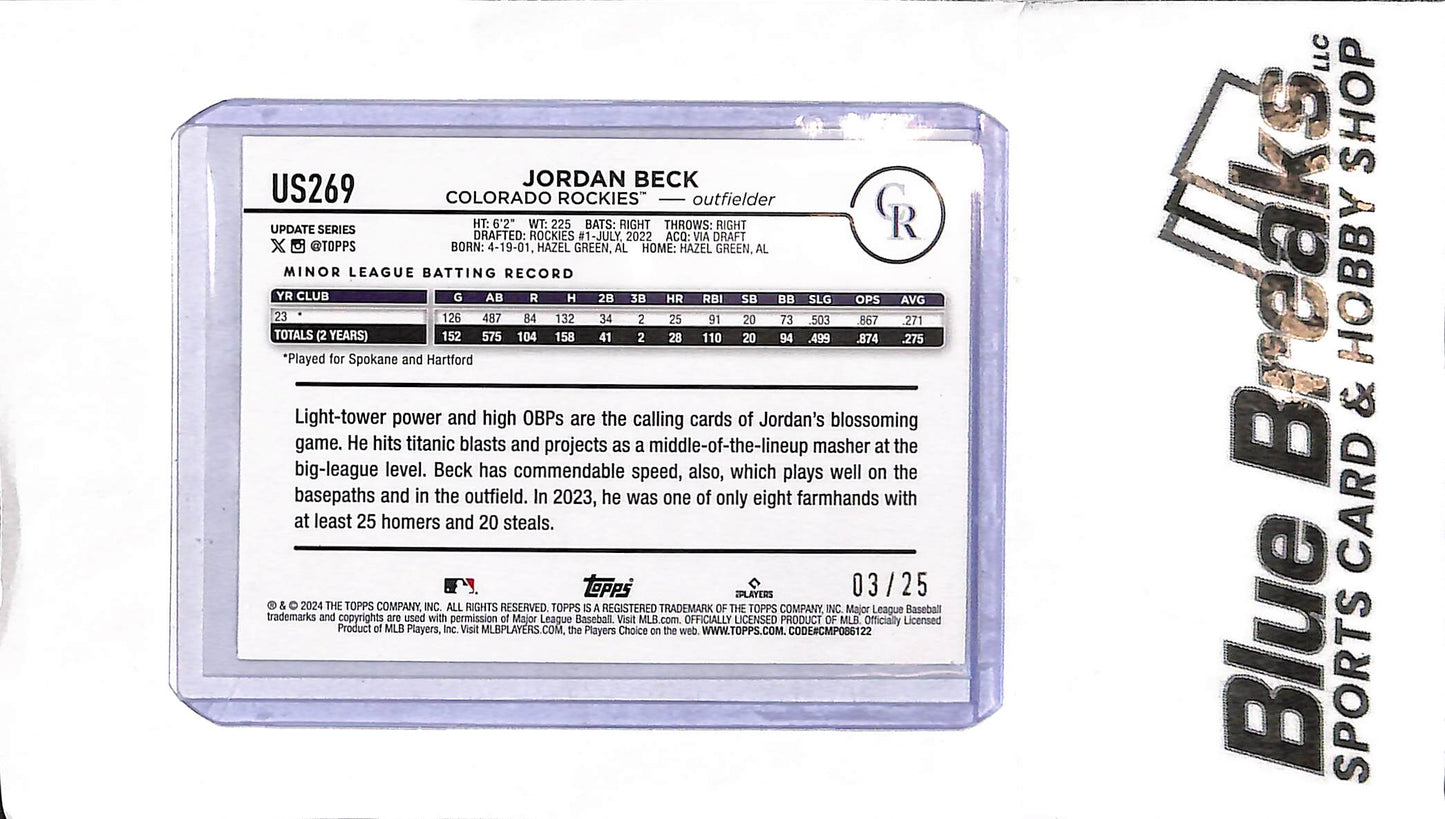 US269
JORDAN BECK
COLORADO ROCKIES™ — outfielder
CR
UPDATE SERIES
X @TOPPS
HT: 6'2" WT: 225 BATS: RIGHT THROWS: RIGHT
DRAFTED: ROCKIES #1-JULY, 2022 ACQ: VIA DRAFT
BORN: 4-19-01, HAZEL GREEN, AL HOME: HAZEL GREEN, AL
MINOR LEAGUE BATTING RECORD
YR CLUB G AB R H 2B 3B HR RBI SB BB SLG OPS AVG
23 * 126 487 84 132 34 2 25 91 20 73 .503 .867 .271
TOTALS (2 YEARS) 152 575 104 158 41 2 28 110 20 94 .499 .874 .275
*Played for Spokane and Hartford
Light-tower power and high OBPs are the calling cards of Jordan's blossoming
game. He hits titanic blasts and projects as a middle-of-the-lineup masher at the
big-league level. Beck has commendable speed, also, which plays well on the
basepaths and in the outfield. In 2023, he was one of only eight farmhands with
at least 25 homers and 20 steals.
Topps PLAYERS 03/25
® & © 2024 THE TOPPS COMPANY, INC. ALL RIGHTS RESERVED. TOPPS IS A REGISTERED TRADEMARK OF THE TOPPS COMPANY, INC. Major League Baseball
trademarks and copyrights are used with permission of Major League Baseball. Visit MLB.com. OFFICIALLY LICENSED PRODUCT OF MLB. Officially Licensed
Product of MLB Players, Inc. Visit MLBPLAYERS.COM, the Players Choice on the web. WWW.TOPPS.COM. CODE#CMP086122
Blue Breaks LLC
SPORTS CARD & HOBBY SHOP